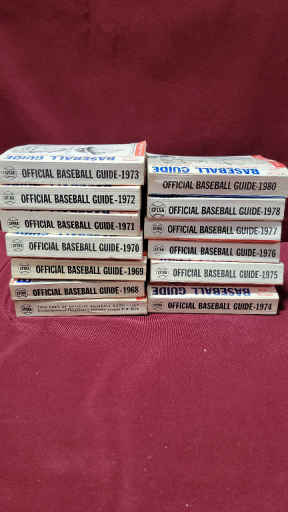 BASEBALL GUIDE
OFFICIAL BASEBALL GUIDE-1973
OFFICIAL BASEBALL GUIDE-1972
OFFICIAL BASEBALL GUIDE-1971
OFFICIAL BASEBALL GUIDE-1970
OFFICIAL BASEBALL GUIDE-1969
OFFICIAL BASEBALL GUIDE-1968
BASEBALL GUIDE
OFFICIAL BASEBALL GUIDE-1980
OFFICIAL BASEBALL GUIDE-1978
OFFICIAL BASEBALL GUIDE-1977
OFFICIAL BASEBALL GUIDE-1976
OFFICIAL BASEBALL GUIDE-1975
BASEBALL GUIDE
OFFICIAL BASEBALL GUIDE-1974